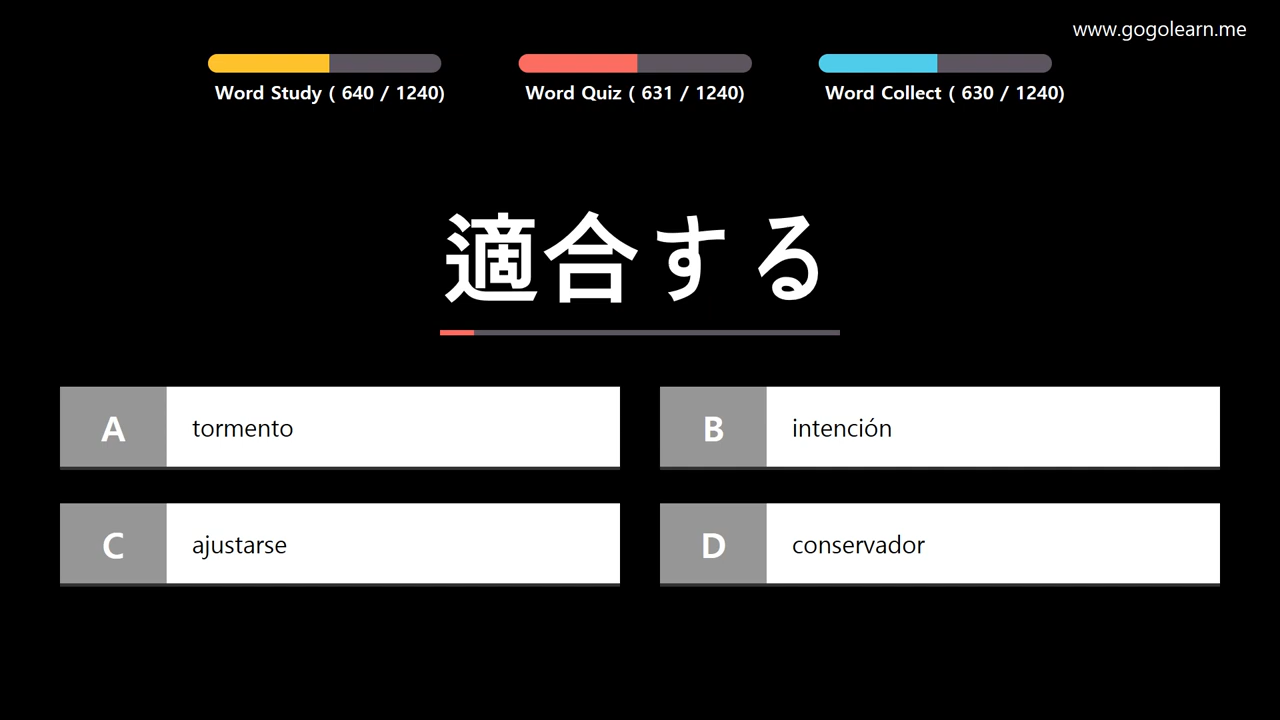 www.gogolearn.me
Word Study ( 640 / 1240)
Word Quiz ( 631 / 1240)
Word Collect ( 630 / 1240)
適合する
A tormento
B intención
C ajustarse
D conservador